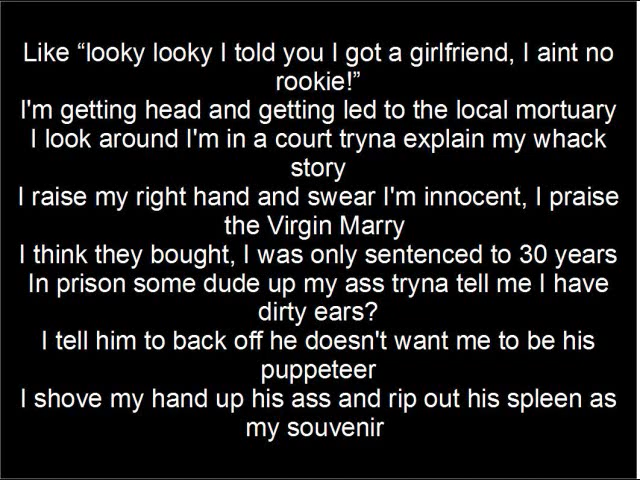 Like “looky looky I told you I got a girlfriend, I aint no
rookie!”
I'm getting head and getting led to the local mortuary
I look around I'm in a court tryna explain my whack
story
I raise my right hand and swear I'm innocent, I praise
the Virgin Marry
I think they bought, I was only sentenced to 30 years
In prison some dude up my ass tryna tell me I have
dirty ears?
I tell him to back off he doesn't want me to be his
puppeteer
I shove my hand up his ass and rip out his spleen as
my souvenir